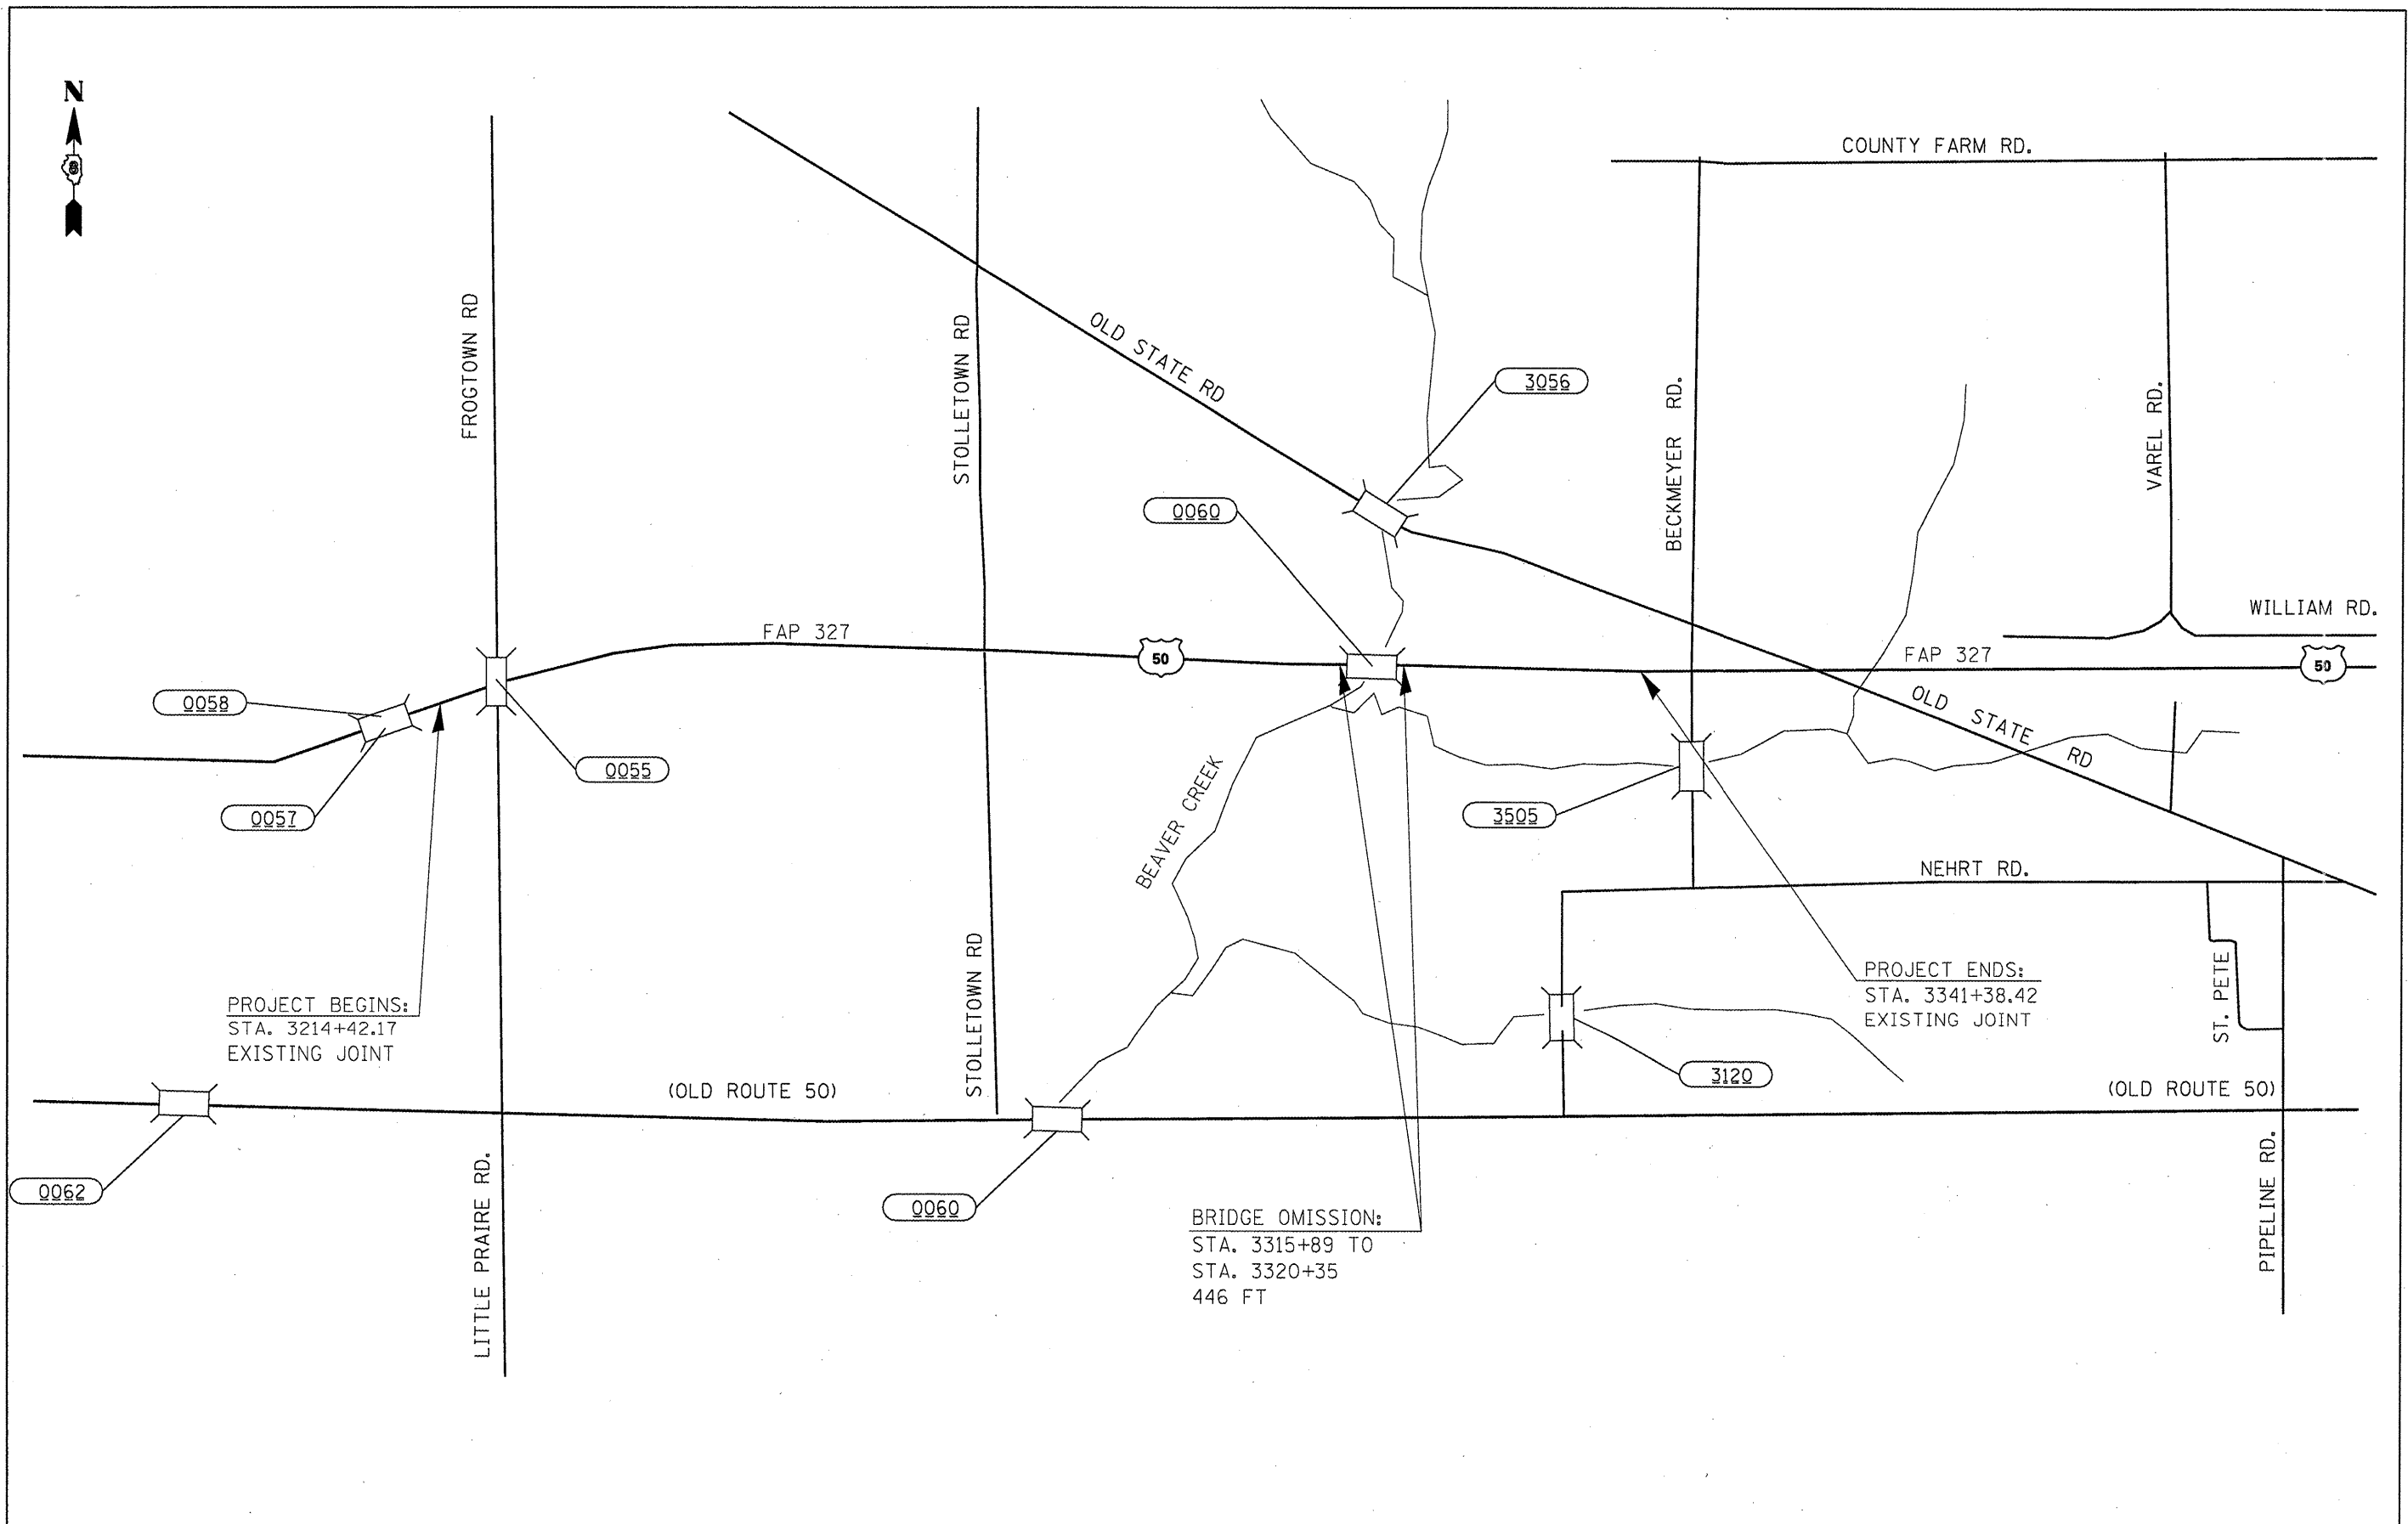 N
8
COUNTY FARM RD.
FROGTOWN RD
STOLLETOWN RD
OLD STATE RD
3056
BECKMEYER RD.
VAREL RD.
0060
WILLIAM RD.
FAP 327
50
FAP 327
50
0058
OLD STATE RD
0055
0057
BEAVER CREEK
3505
NEHRT RD.
PROJECT BEGINS:
STA. 3214+42.17
EXISTING JOINT
STOLLETOWN RD
PROJECT ENDS:
STA. 3341+38.42
EXISTING JOINT
ST. PETE
3120
(OLD ROUTE 50)
(OLD ROUTE 50)
0062
LITTLE PRAIRE RD.
0060
BRIDGE OMISSION:
STA. 3315+89 TO
STA. 3320+35
446 FT
PIPELINE RD.